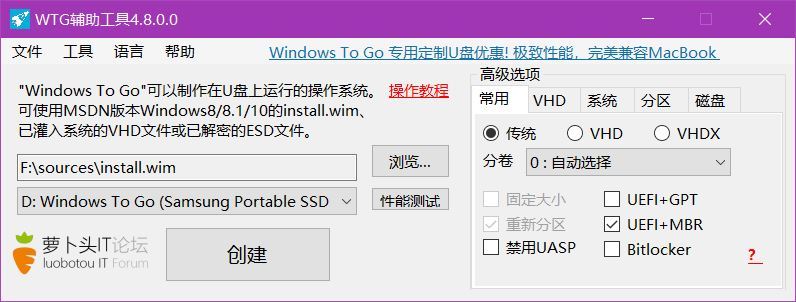 WTG辅助工具4.8.0.0
文件 工具 语言 帮助
Windows To Go 专用定制U盘优惠! 极致性能，完美兼容MacBook
"Windows To Go"可以制作在U盘上运行的操作系统。 操作教程
可使用MSDN版本Windows8/8.1/10的install.wim、
已灌入系统的VHD文件或已解密的ESD文件。
F:\sources\install.wim
浏览...
D: Windows To Go (Samsung Portable SSD
性能测试
萝卜头IT论坛
luobotou IT Forum
创建
高级选项
常用 VHD 系统 分区 磁盘
传统 VHD VHDX
分卷 0 : 自动选择
固定大小 UEFI+GPT
重新分区 UEFI+MBR
禁用UASP Bitlocker
?